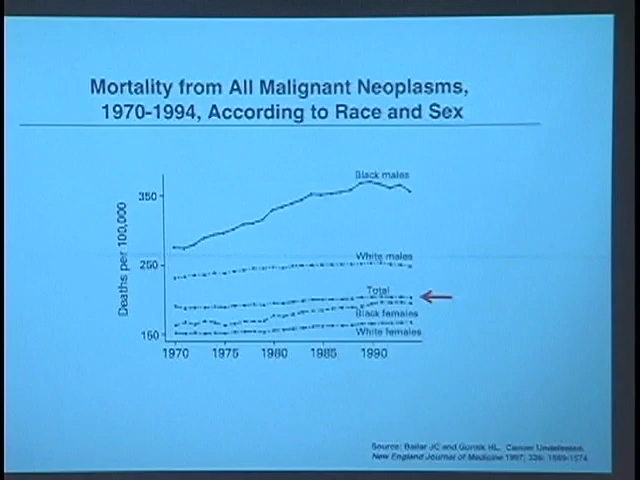 Mortality from All Malignant Neoplasms,
1970-1994, According to Race and Sex
Deaths per 100,000
350
250
150
Black males
White males
Total
Black females
White females
1970 1975 1980 1985 1990
Source: Bailar JC and Gornik HL. Cancer Undefeated.
New England Journal of Medicine 1997; 336: 1569-1574